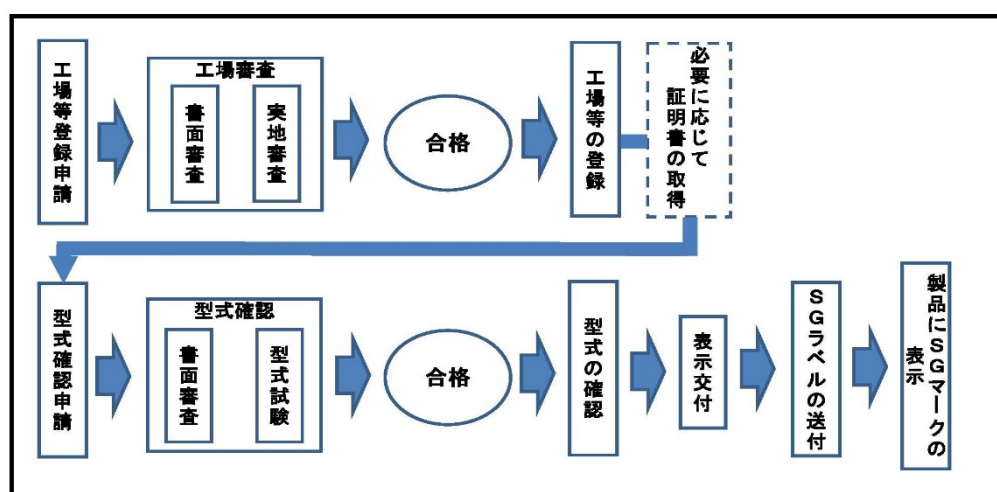 工場等登録申請
工場審査
書面審査
実地審査
合格
工場等の登録
必要に応じて
証明書の取得
型式確認申請
型式確認
書面審査
型式試験
合格
型式の確認
表示交付
SGラベルの送付
製品にSGマークの
表示